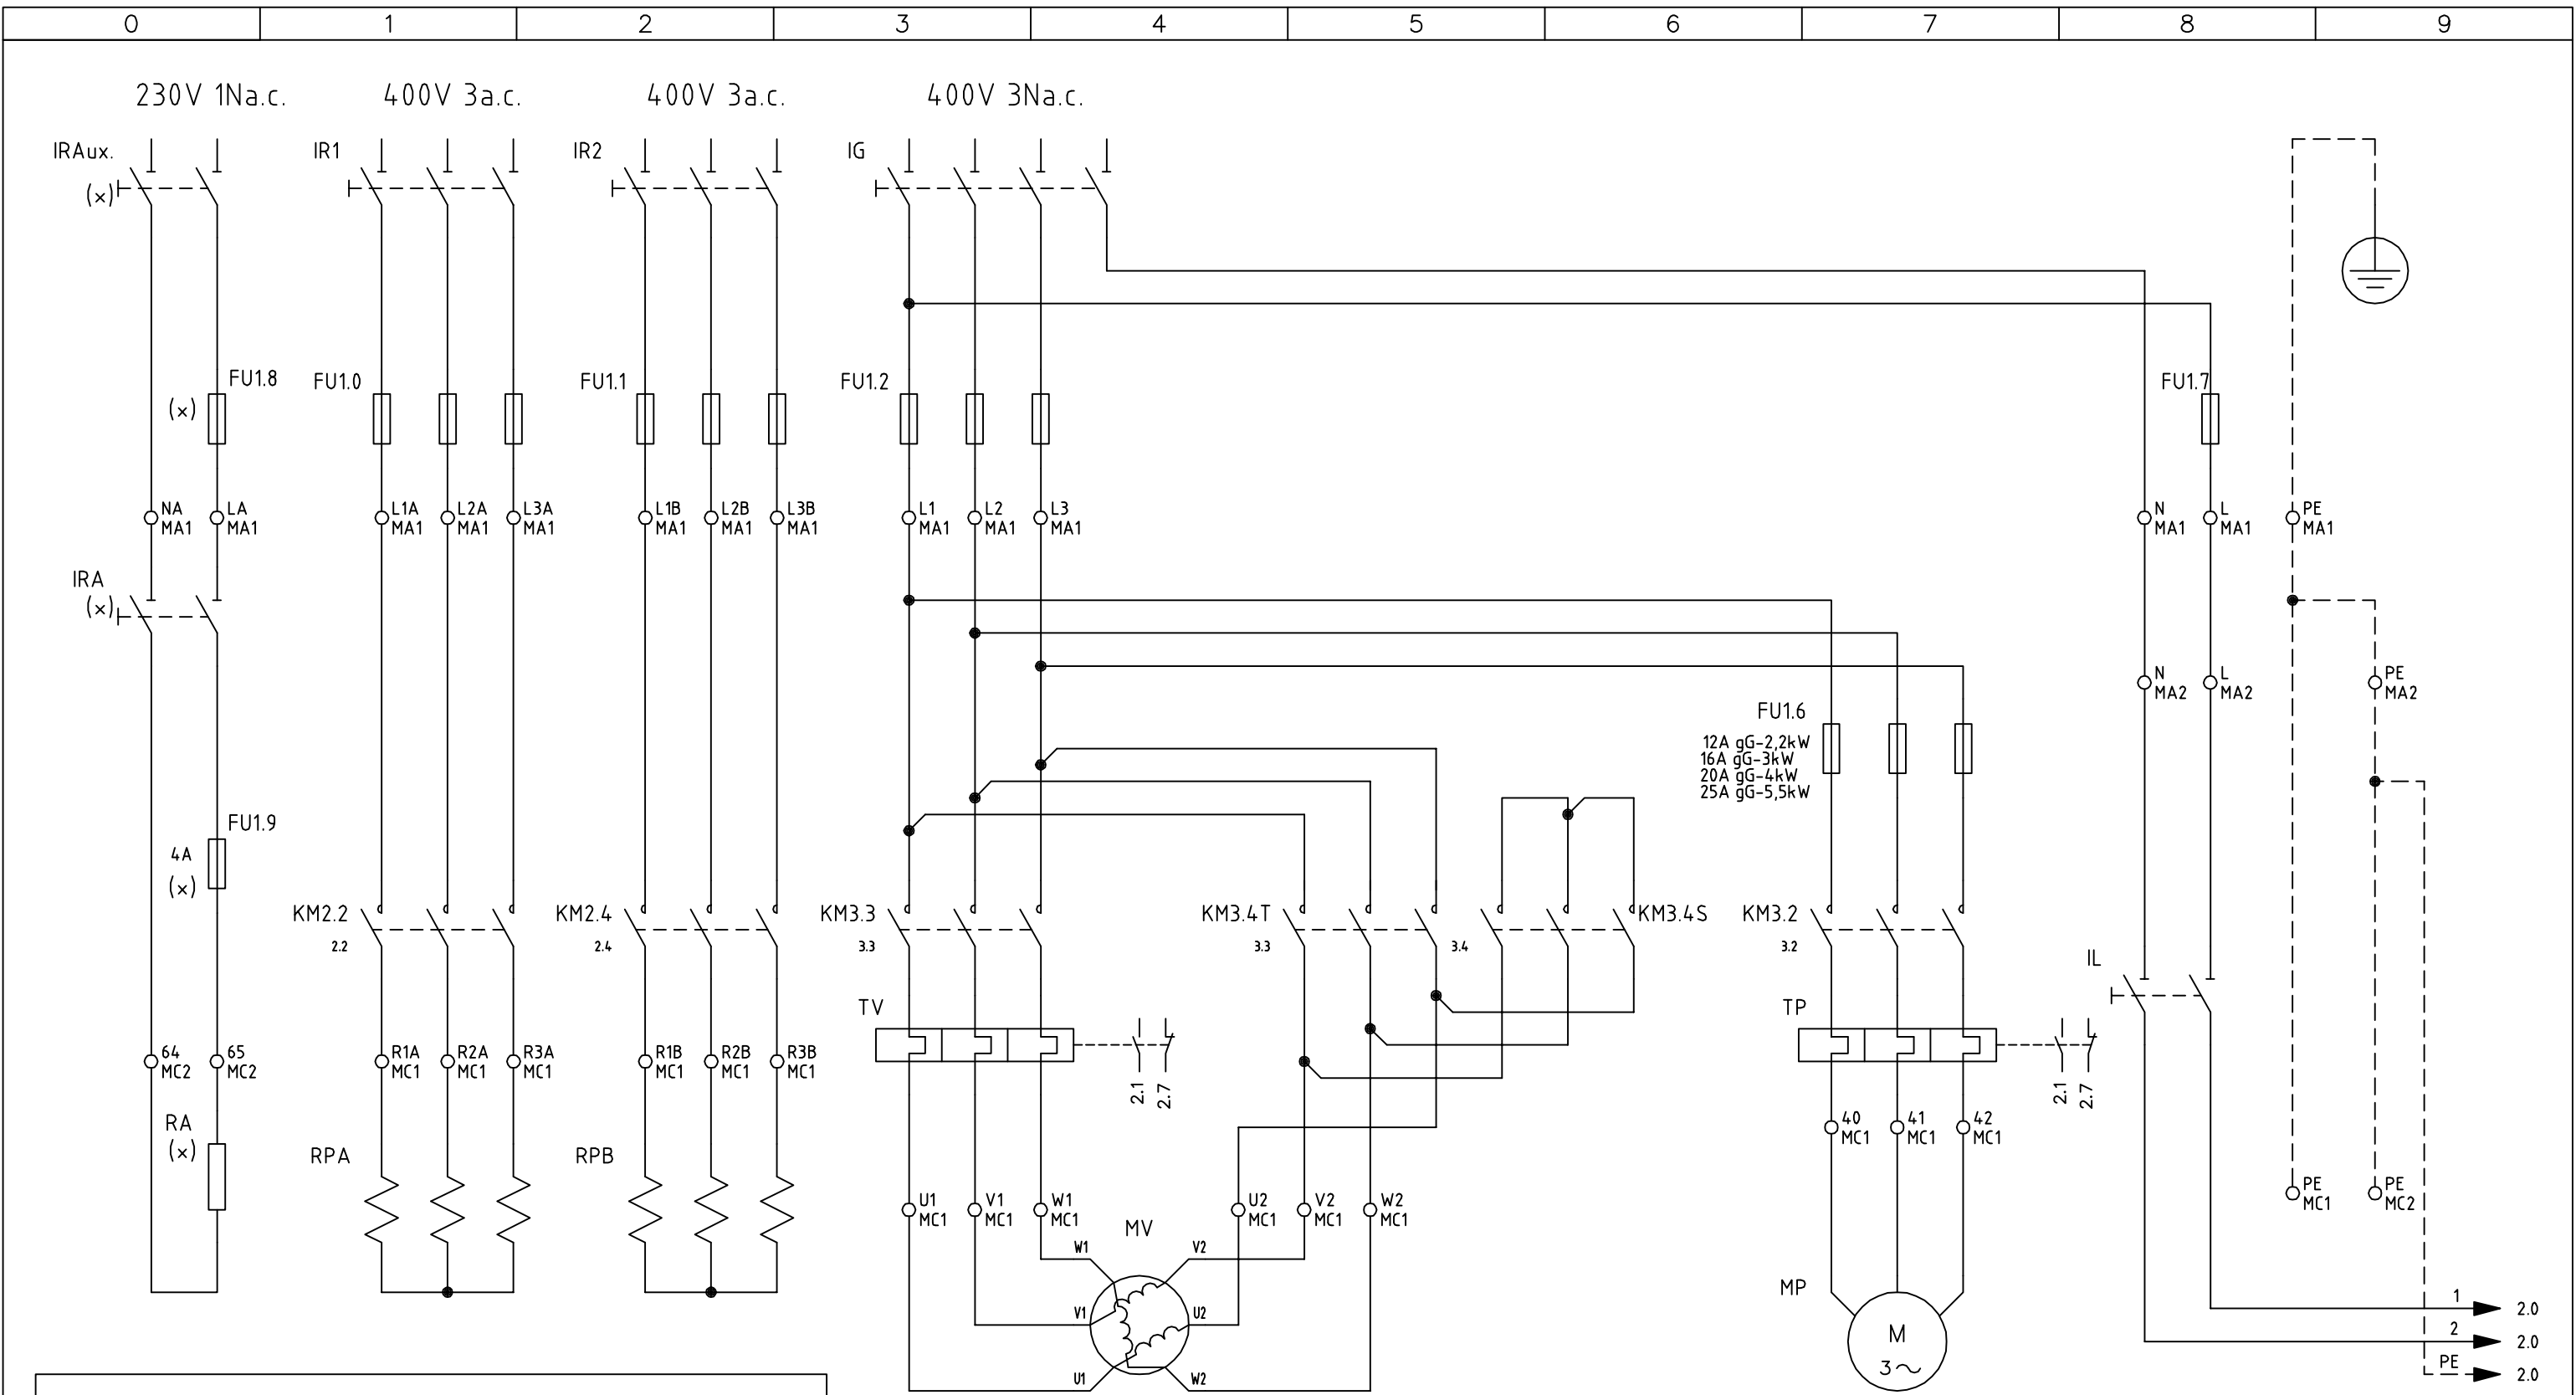 0 1 2 3 4 5 6 7 8 9
230V 1Na.c. 400V 3a.c. 400V 3a.c. 400V 3Na.c.
IRAux. IR1 IR2 IG
(x)
FU1.8 FU1.0 FU1.1 FU1.2 FU1.7
(x)
NA LA L1A L2A L3A L1B L2B L3B L1 L2 L3 N L PE
MA1 MA1 MA1 MA1 MA1 MA1 MA1 MA1 MA1 MA1 MA1 MA1 MA1 MA1
IRA
(x)
N L PE
MA2 MA2 MA2
FU1.6
12A gG-2,2kW
16A gG-3kW
20A gG-4kW
25A gG-5,5kW
FU1.9
4A
(x)
KM2.2 KM2.4 KM3.3 KM3.4T KM3.4S KM3.2
2.2 2.4 3.3 3.3 3.4 3.2
IL
TV TP
64 65 R1A R2A R3A R1B R2B R3B
MC2 MC2 MC1 MC1 MC1 MC1 MC1 MC1
2.1 2.7 2.1 2.7
RA
(x)
40 41 42
MC1 MC1 MC1
RPA RPB
U1 V1 W1 U2 V2 W2 PE PE
MC1 MC1 MC1 MC1 MC1 MC1 MC1 MC2
MV
W1 V2
MP
V1 U2
M
3~
U1 W2
1 2.0
2 2.0
PE 2.0